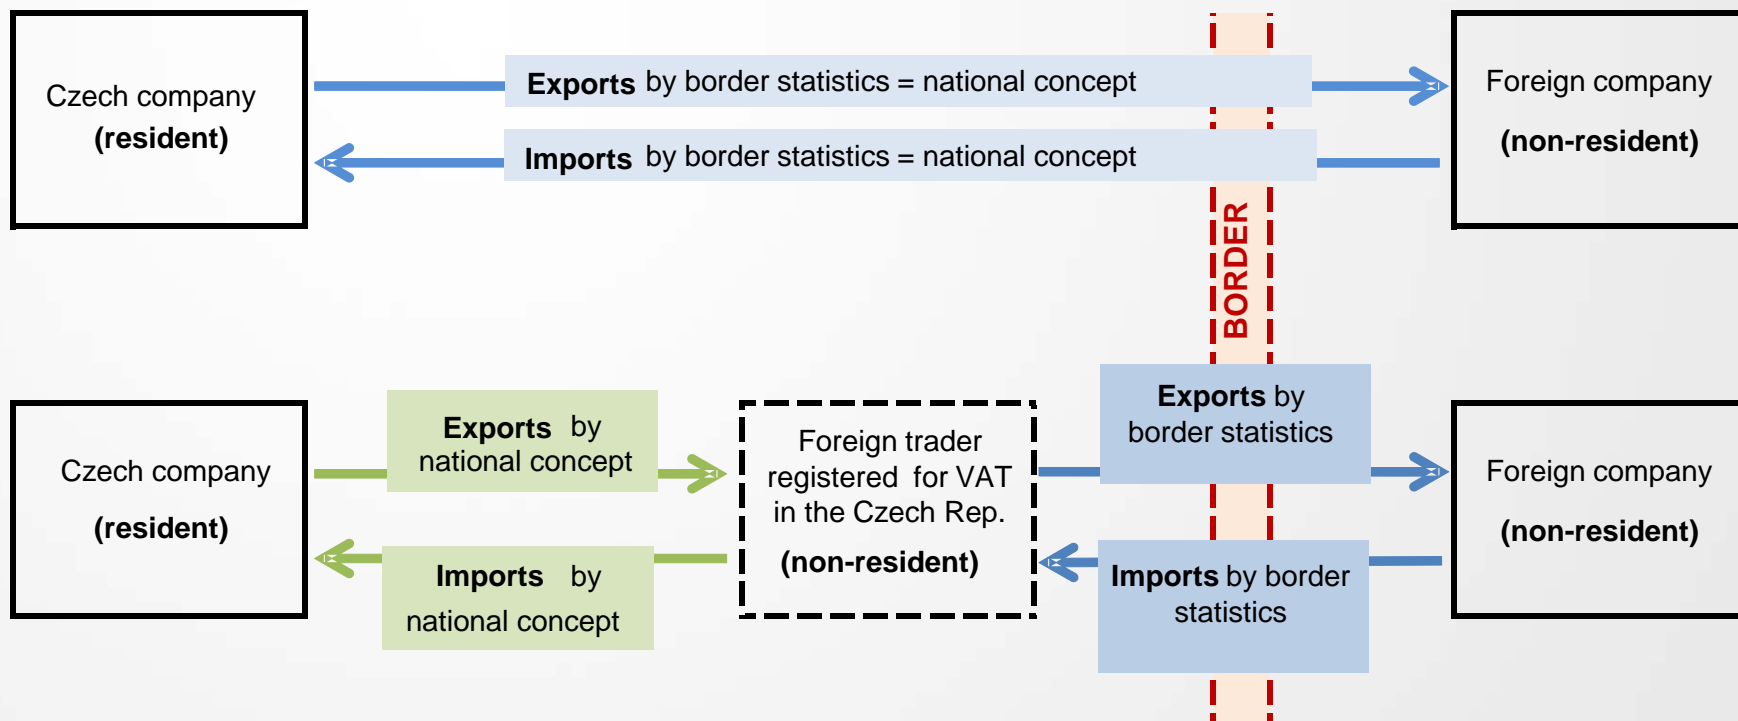 Czech company
(resident)
Exports by border statistics = national concept
Imports by border statistics = national concept
Foreign company
(non-resident)
BORDER
Czech company
(resident)
Exports by
national concept
Imports by
national concept
Foreign trader
registered for VAT
in the Czech Rep.
(non-resident)
Exports by
border statistics
Imports by border
statistics
Foreign company
(non-resident)